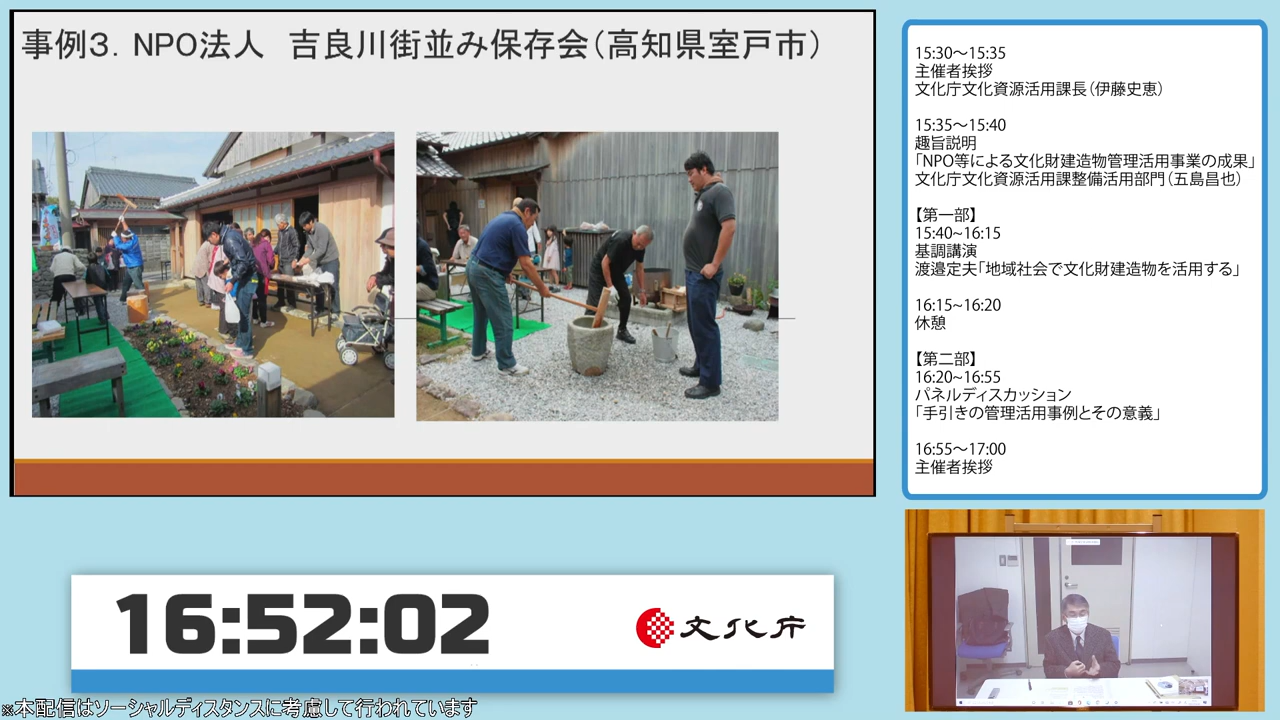 事例3．NPO法人　吉良川街並み保存会（高知県室戸市）
15:30～15:35
主催者挨拶
文化庁文化資源活用課長（伊藤史恵）
15:35～15:40
趣旨説明
「NPO等による文化財建造物管理活用事業の成果」
文化庁文化資源活用課整備活用部門（五島昌也）
【第一部】
15:40~16:15
基調講演
渡邉定夫「地域社会で文化財建造物を活用する」
16:15~16:20
休憩
【第二部】
16:20~16:55
パネルディスカッション
「手引きの管理活用事例とその意義」
16:55～17:00
主催者挨拶
16:52:02
文化庁
※本配信はソーシャルディスタンスに考慮して行われています